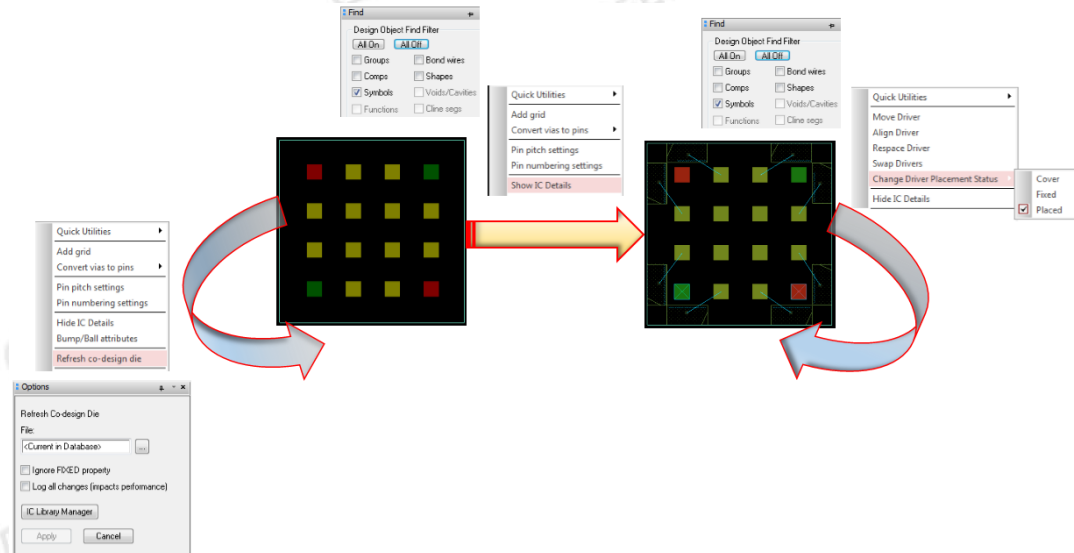 Find
Design Object Find Filter
All On All Off
Groups Bond wires
Comps Shapes
Symbols Voids/Cavities
Functions Cline segs
Quick Utilities
Add grid
Convert vias to pins
Pin pitch settings
Pin numbering settings
Show IC Details
Find
Design Object Find Filter
All On All Off
Groups Bond wires
Comps Shapes
Symbols Voids/Cavities
Functions Cline segs
Quick Utilities
Move Driver
Align Driver
Respace Driver
Swap Drivers
Change Driver Placement Status
Hide IC Details
Cover
Fixed
Placed
Quick Utilities
Add grid
Convert vias to pins
Pin pitch settings
Pin numbering settings
Hide IC Details
Bump/Ball attributes
Refresh co-design die
Options
Refresh Co-design Die
File:
<Current in Database> ...
Ignore FIXED property
Log all changes (impacts performance)
IC Library Manager
Apply Cancel